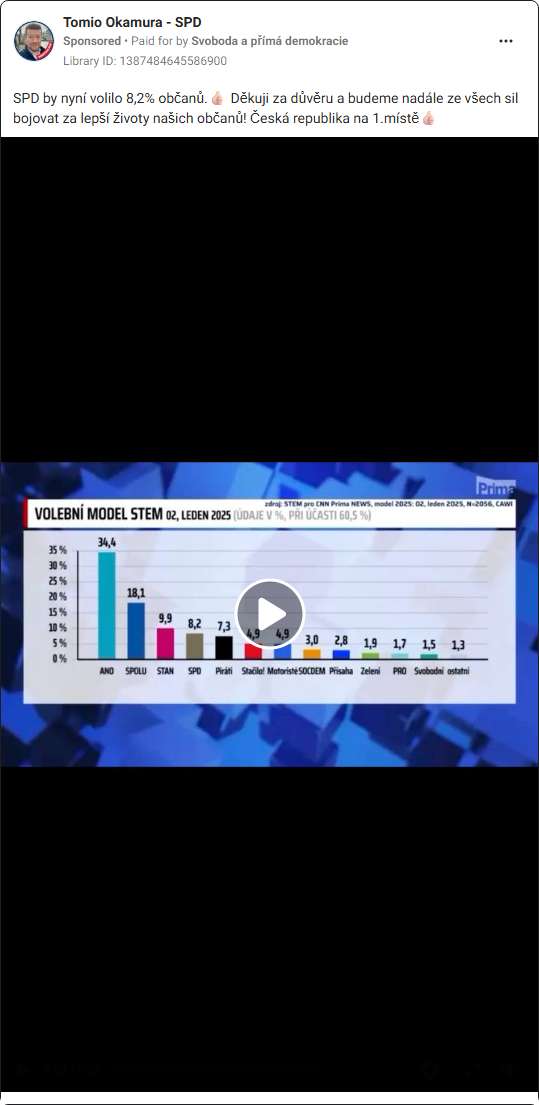 Tomio Okamura - SPD
Sponsored • Paid for by Svoboda a přímá demokracie
Library ID: 1387484645586900
SPD by nyní volilo 8,2% občanů.👍🏻 Děkuji za důvěru a budeme nadále ze všech sil
bojovat za lepší životy našich občanů! Česká republika na 1.místě👍🏻
Prima
zdroj: STEM pro CNN Prima NEWS, model 2025: 02, leden 2025, N=2056, CAWI
VOLEBNÍ MODEL STEM 02, LEDEN 2025 (ÚDAJE V %, PŘI ÚČASTI 60,5 %)
35 %
30 %
25 %
20 %
15 %
10 %
5 %
0 %
34,4 18,1 9,9 8,2 7,3 4,9 4,9 3,0 2,8 1,9 1,7 1,5 1,3
ANO SPOLU STAN SPD Piráti Stačilo! Motoristé SOCDEM Přísaha Zelení PRO Svobodní ostatní